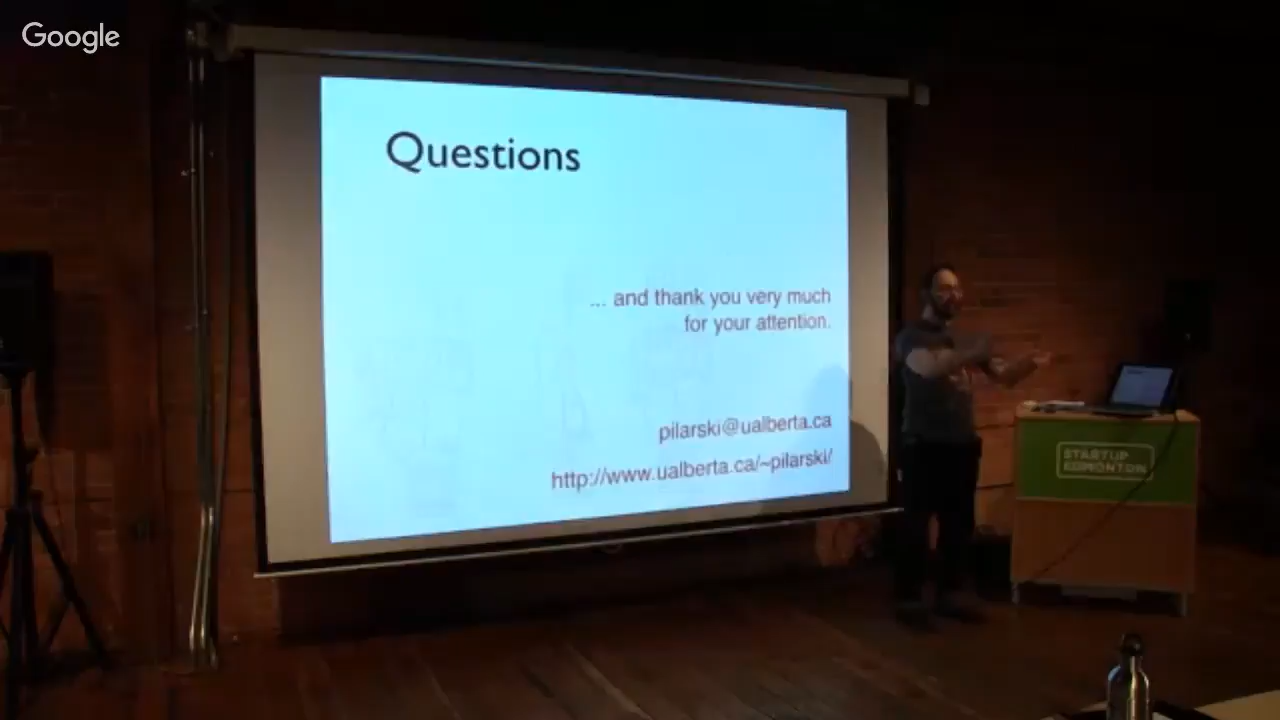 Google
Questions
... and thank you very much
for your attention.
pilarski@ualberta.ca
http://www.ualberta.ca/~pilarski/
STARTUP
EDMONTON